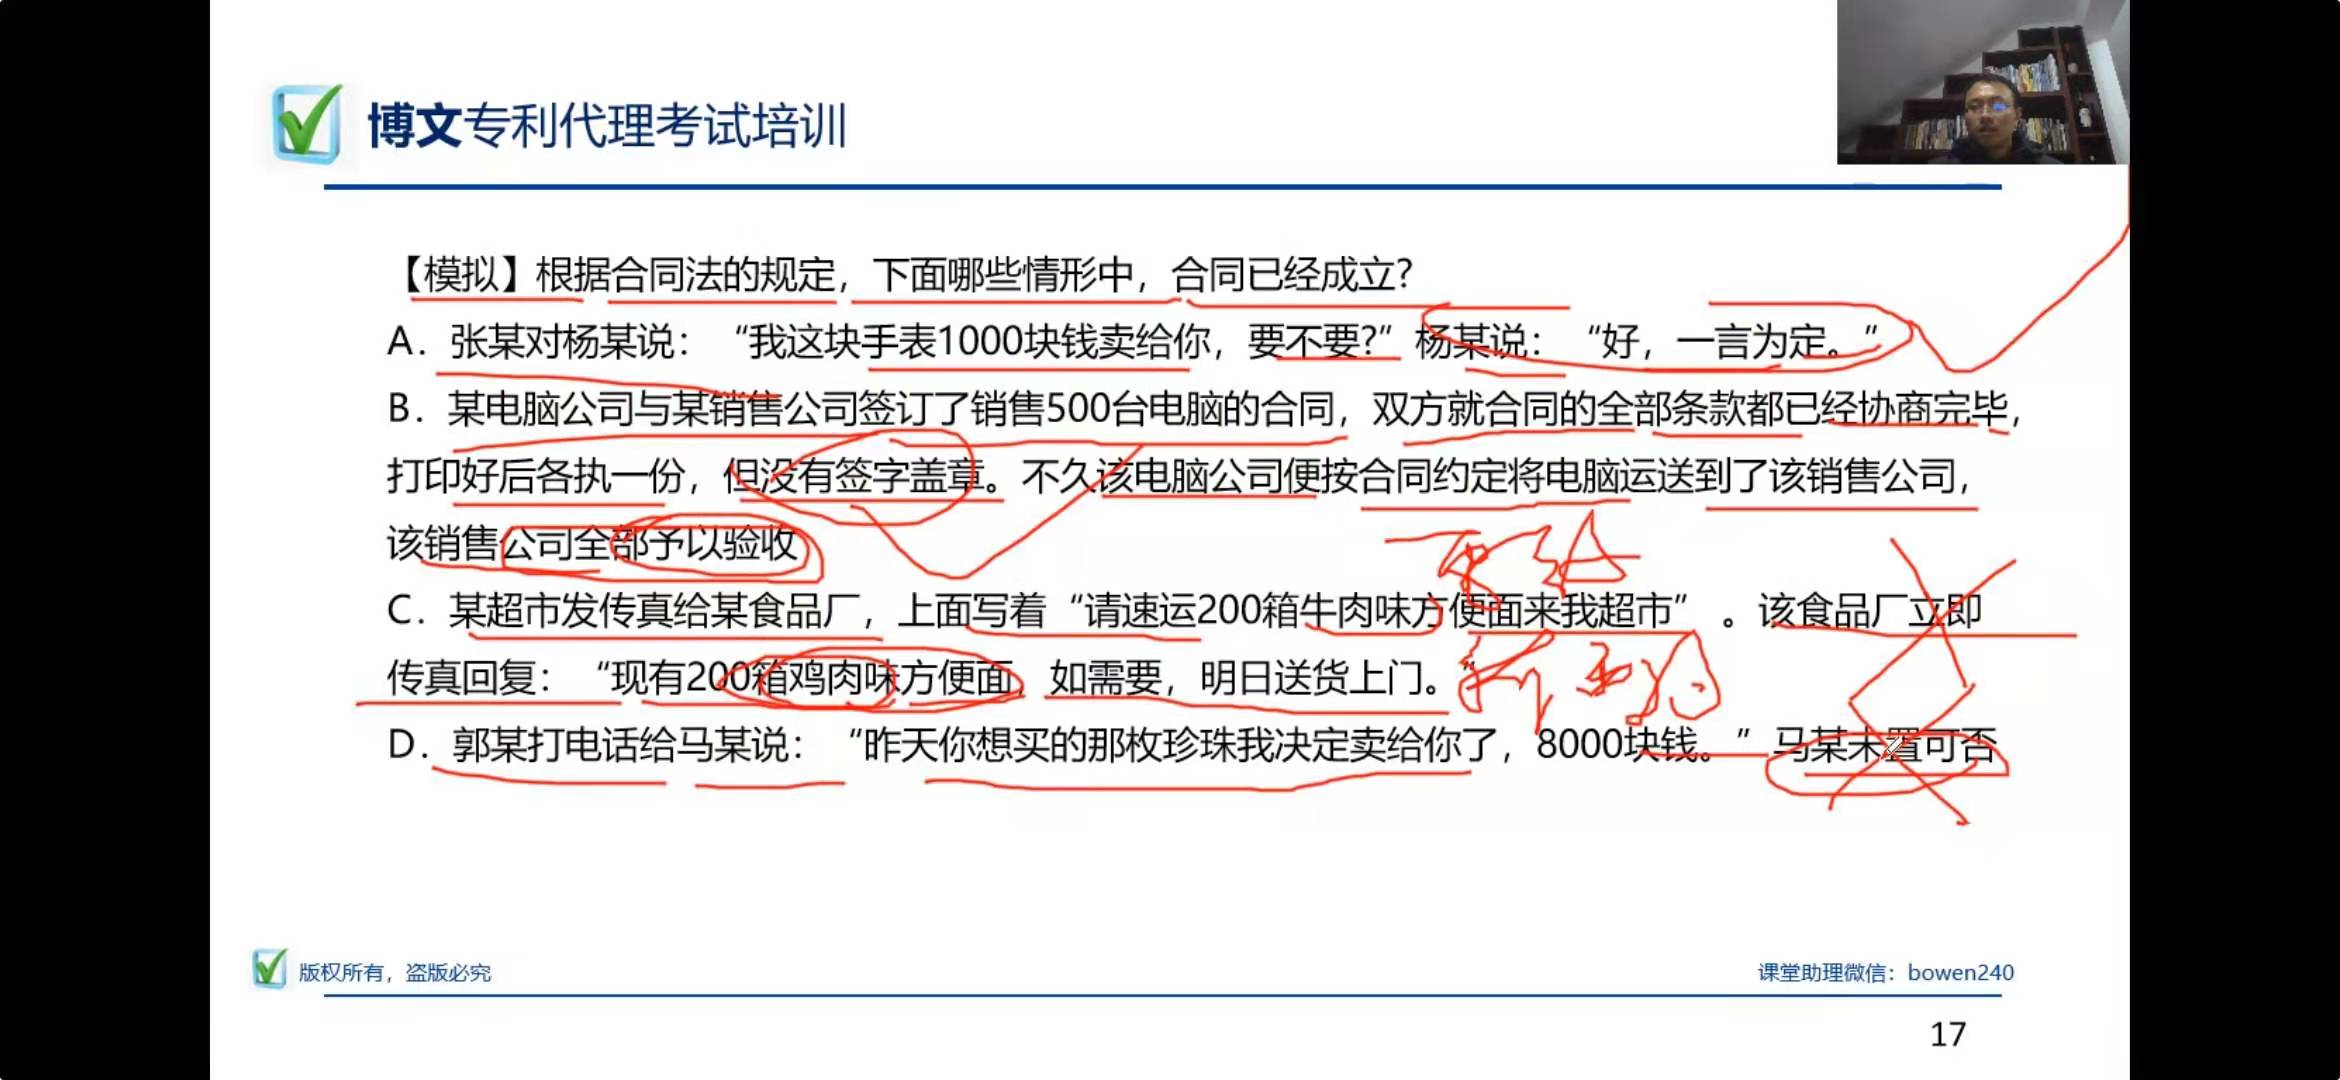 博文专利代理考试培训
【模拟】根据合同法的规定，下面哪些情形中，合同已经成立?
A．张某对杨某说：“我这块手表1000块钱卖给你，要不要?”杨某说：“好，一言为定。”
B．某电脑公司与某销售公司签订了销售500台电脑的合同，双方就合同的全部条款都已经协商完毕，
打印好后各执一份，但没有签字盖章。不久该电脑公司便按合同约定将电脑运送到了该销售公司，
该销售公司全部予以验收
C．某超市发传真给某食品厂，上面写着“请速运200箱牛肉味方便面来我超市” 。该食品厂立即
传真回复：“现有200箱鸡肉味方便面，如需要，明日送货上门。”
D．郭某打电话给马某说：“昨天你想买的那枚珍珠我决定卖给你了，8000块钱。”马某未置可否
新要约
版权所有，盗版必究
课堂助理微信：bowen240
17